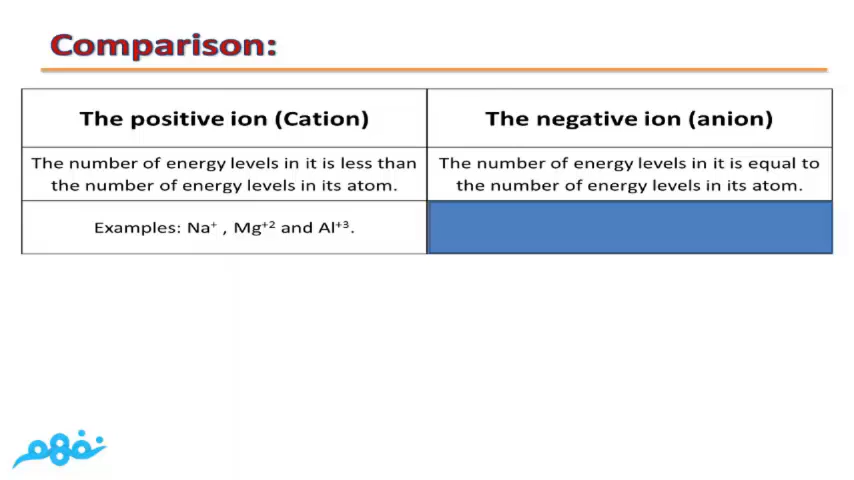 Comparison:
The positive ion (Cation)
The negative ion (anion)
The number of energy levels in it is less than
the number of energy levels in its atom.
The number of energy levels in it is equal to
the number of energy levels in its atom.
Examples: Na⁺ , Mg⁺² and Al⁺³.
نفهم